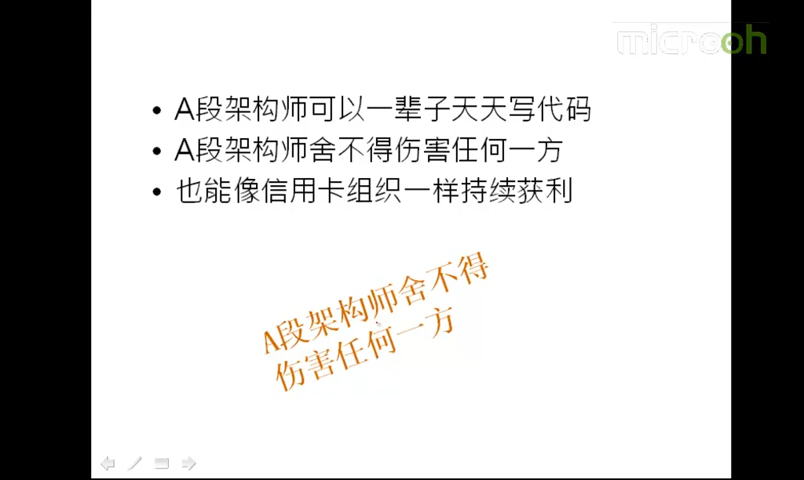 microoh
A段架构师可以一辈子天天写代码
A段架构师舍不得伤害任何一方
也能像信用卡组织一样持续获利
A段架构师舍不得
伤害任何一方